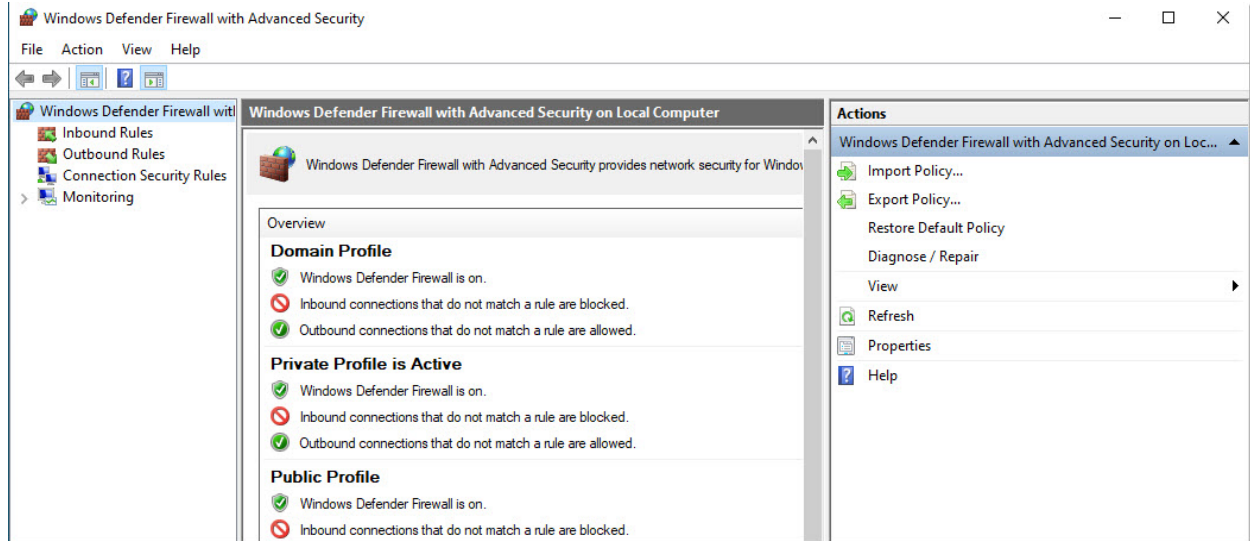 Windows Defender Firewall with Advanced Security
File Action View Help
Windows Defender Firewall with
Inbound Rules
Outbound Rules
Connection Security Rules
Monitoring
Windows Defender Firewall with Advanced Security on Local Computer
Windows Defender Firewall with Advanced Security provides network security for Window
Overview
Domain Profile
Windows Defender Firewall is on.
Inbound connections that do not match a rule are blocked.
Outbound connections that do not match a rule are allowed.
Private Profile is Active
Windows Defender Firewall is on.
Inbound connections that do not match a rule are blocked.
Outbound connections that do not match a rule are allowed.
Public Profile
Windows Defender Firewall is on.
Inbound connections that do not match a rule are blocked.
Actions
Windows Defender Firewall with Advanced Security on Loc...
Import Policy...
Export Policy...
Restore Default Policy
Diagnose / Repair
View
Refresh
Properties
Help